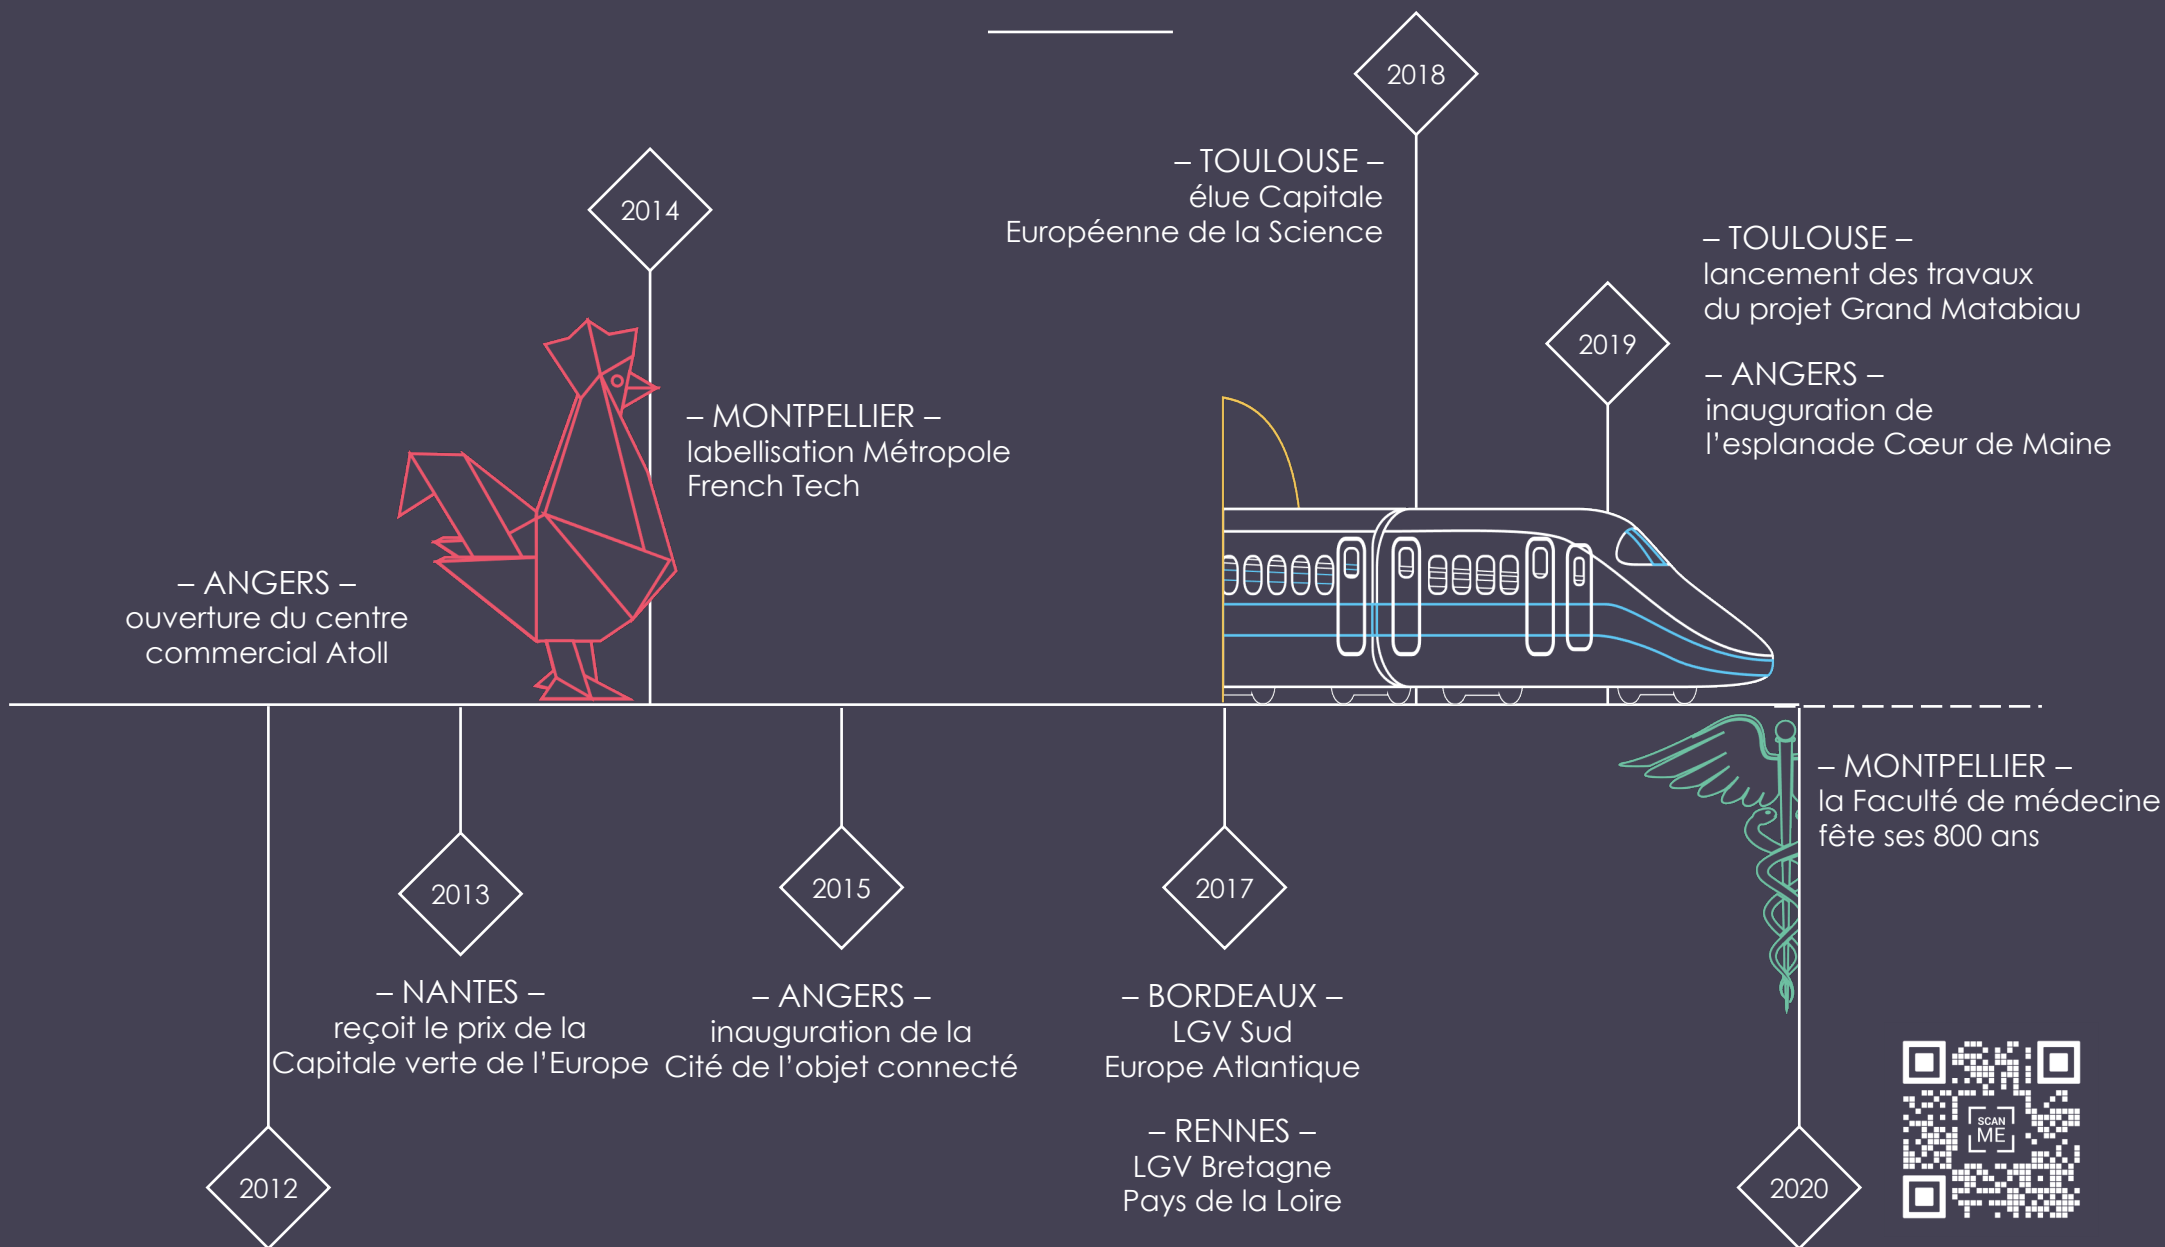 2018
– TOULOUSE –
élue Capitale
Européenne de la Science
2014
– TOULOUSE –
lancement des travaux
du projet Grand Matabiau
2019
– ANGERS –
inauguration de
l’esplanade Cœur de Maine
– MONTPELLIER –
labellisation Métropole
French Tech
– ANGERS –
ouverture du centre
commercial Atoll
– MONTPELLIER –
la Faculté de médecine
fête ses 800 ans
2013
2015
2017
– NANTES –
reçoit le prix de la
Capitale verte de l’Europe
– ANGERS –
inauguration de la
Cité de l’objet connecté
– BORDEAUX –
LGV Sud
Europe Atlantique
– RENNES –
LGV Bretagne
Pays de la Loire
SCAN
ME
2012
2020